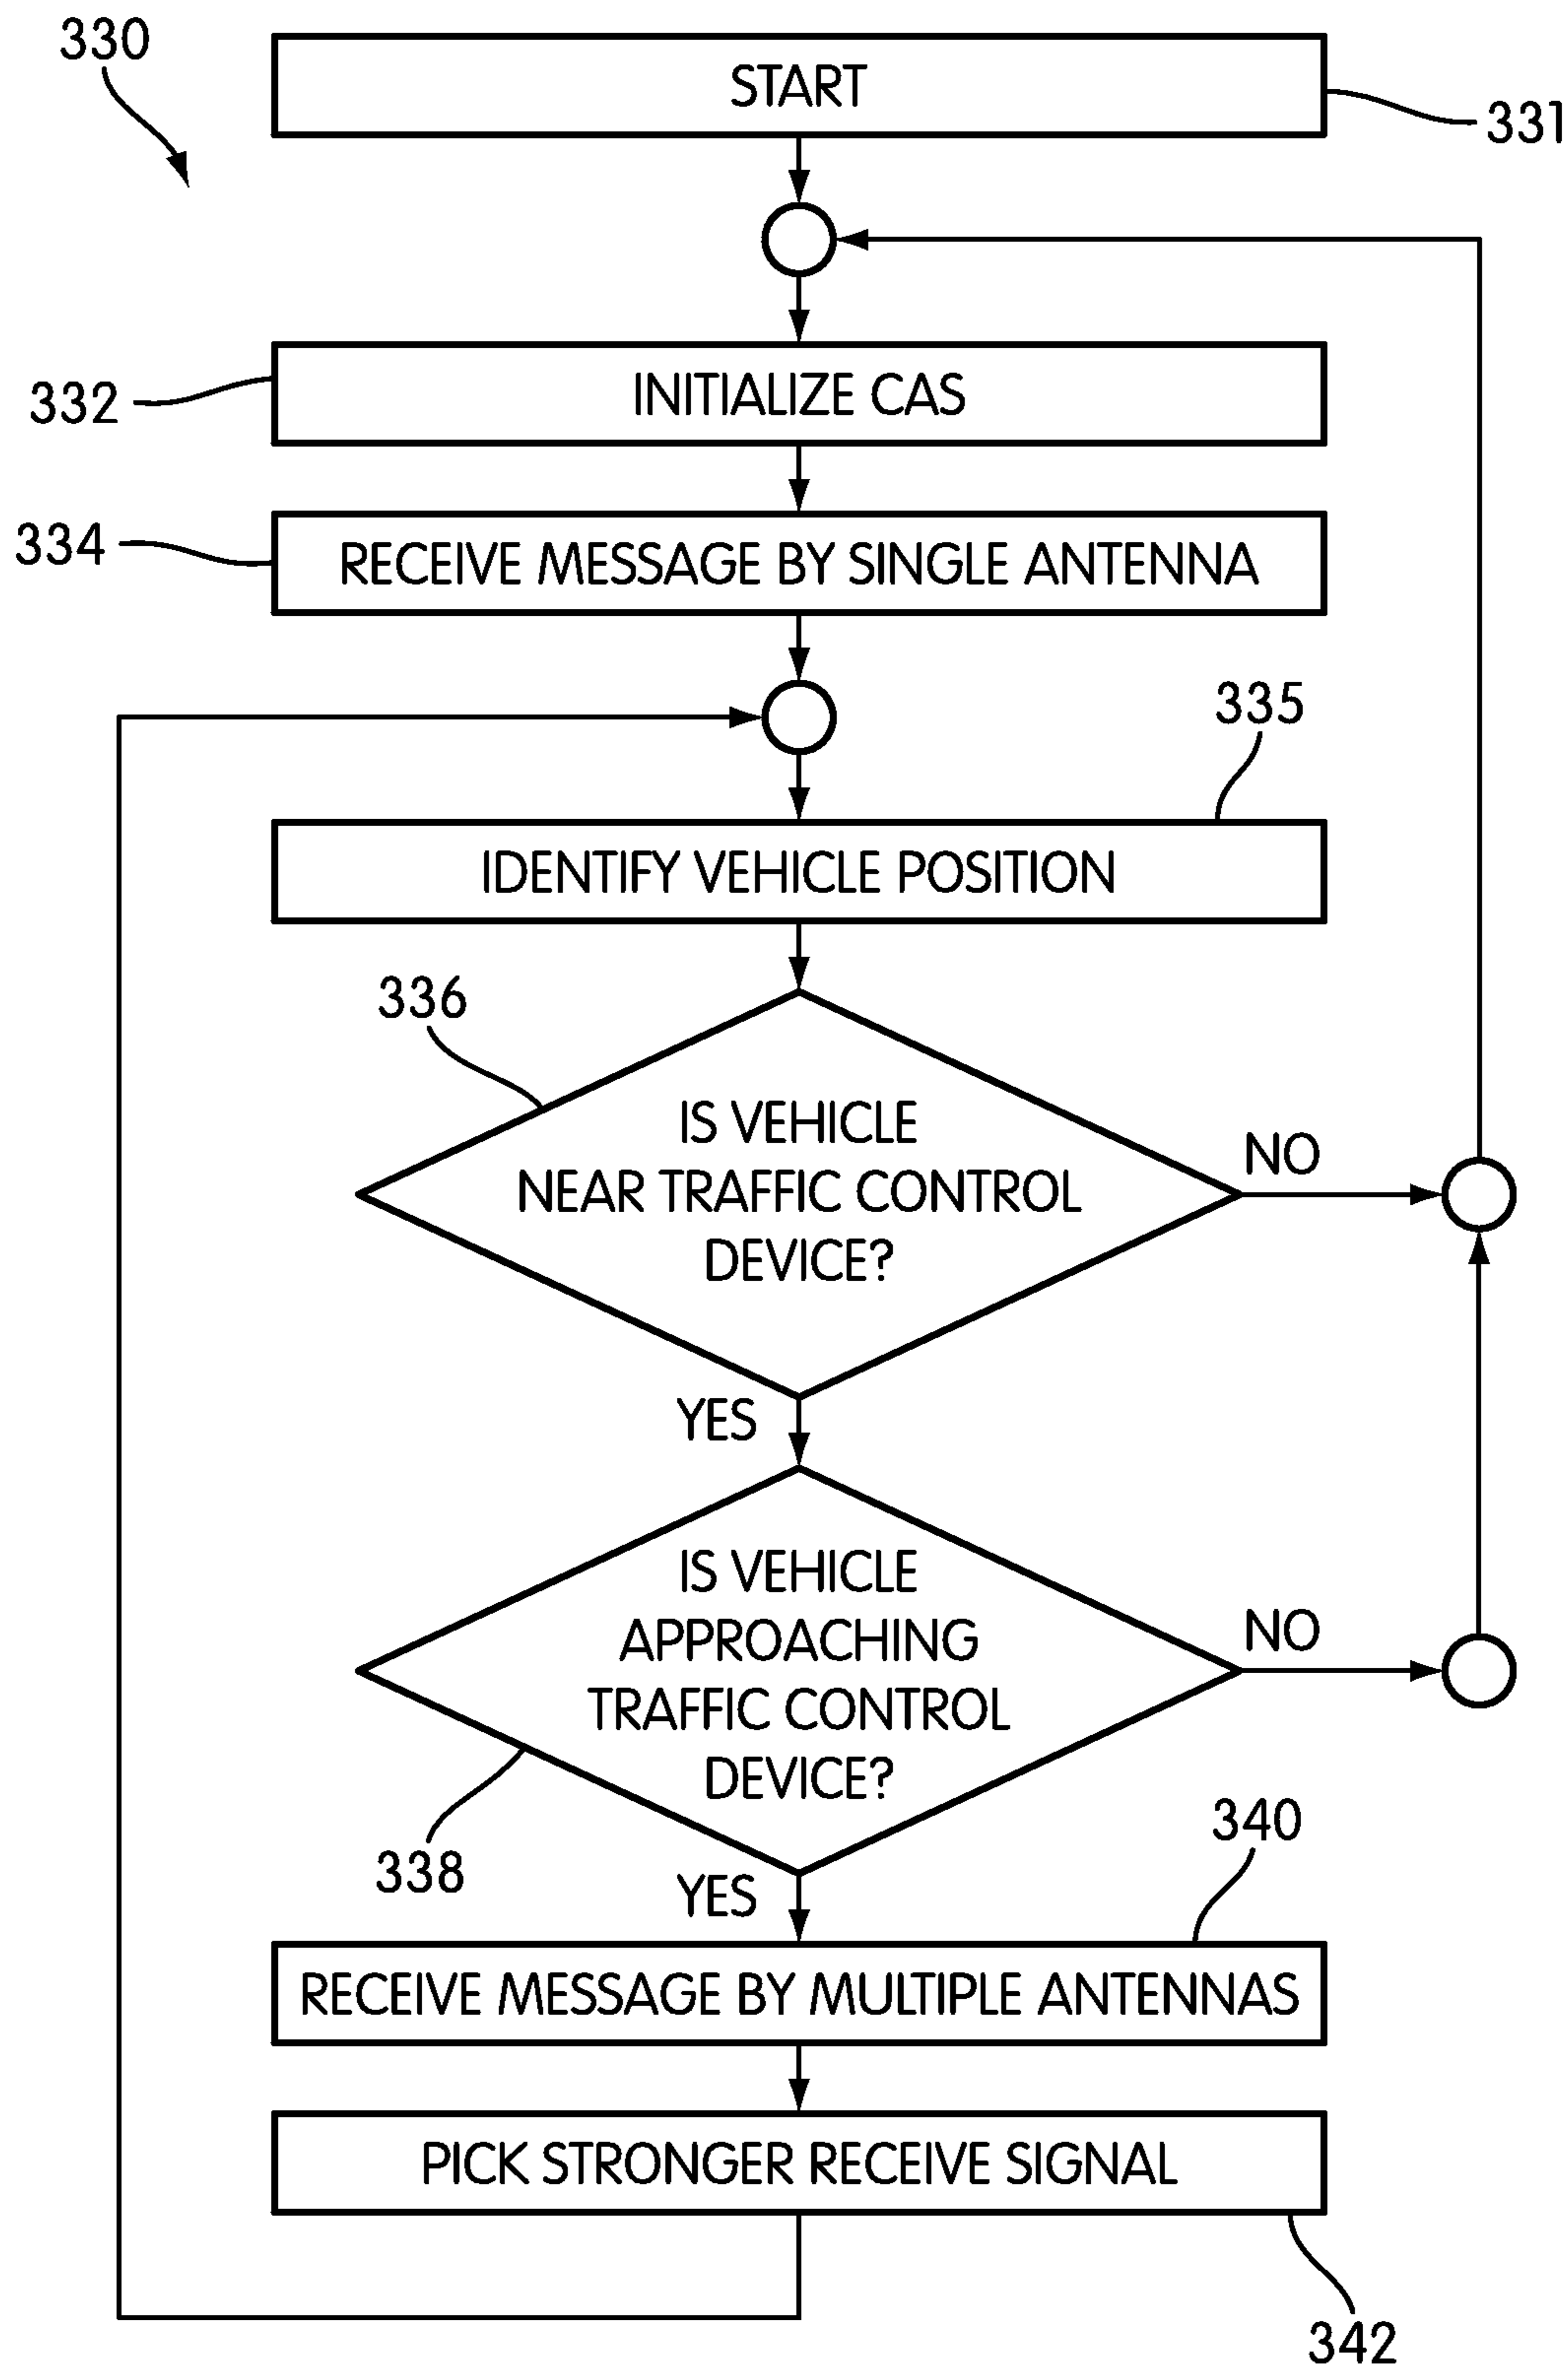 330
START
331
INITIALIZE CAS
332
RECEIVE MESSAGE BY SINGLE ANTENNA
334
335
IDENTIFY VEHICLE POSITION
336
IS VEHICLE
NEAR TRAFFIC CONTROL
DEVICE?
NO
YES
IS VEHICLE
APPROACHING
TRAFFIC CONTROL
DEVICE?
NO
338
YES
340
RECEIVE MESSAGE BY MULTIPLE ANTENNAS
PICK STRONGER RECEIVE SIGNAL
342